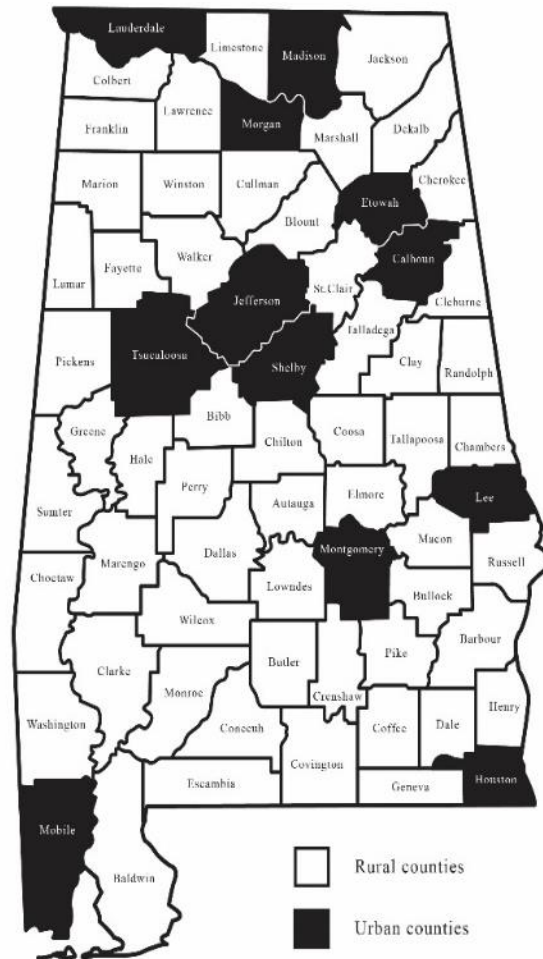 Lauderdale
Limestone
Madison
Jackson
Colbert
Lawrence
Franklin
Morgan
Marshall
Dekalb
Marion
Winston
Cullman
Cherokee
Etowah
Blount
Walker
Fayette
Lamar
Calhoun
Jefferson
St.Clair
Cleburne
Talladega
Tuscaloosa
Pickens
Shelby
Clay
Randolph
Bibb
Greene
Hale
Chilton
Coosa
Tallapoosa
Chambers
Perry
Sumter
Autauga
Elmore
Lee
Macon
Montgomery
Dallas
Marengo
Choctaw
Russell
Lowndes
Bullock
Wilcox
Barbour
Butler
Pike
Clarke
Monroe
Crenshaw
Henry
Washington
Conecuh
Coffee
Dale
Covington
Escambia
Geneva
Houston
Mobile
Baldwin
Rural counties
Urban counties